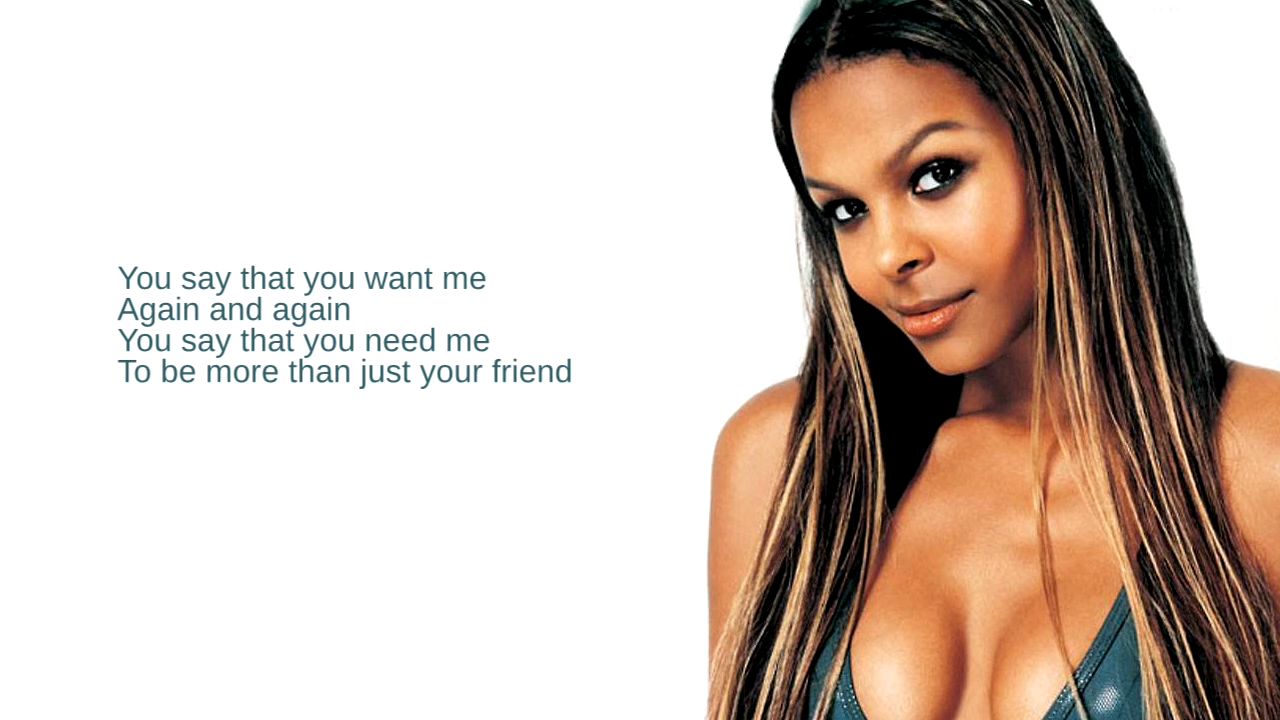 You say that you want me
Again and again
You say that you need me
To be more than just your friend